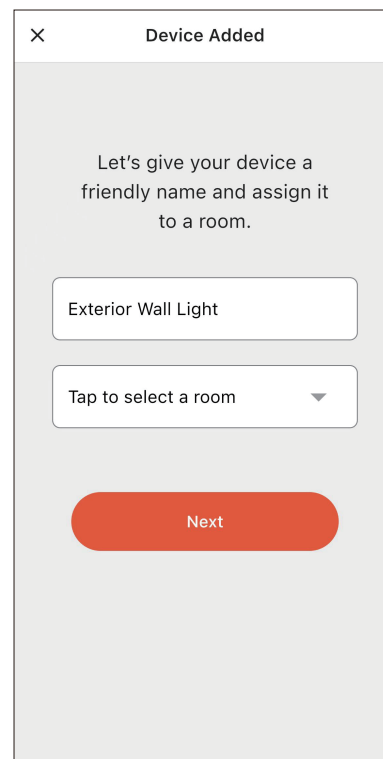 Device Added
Let’s give your device a
friendly name and assign it
to a room.
Exterior Wall Light
Tap to select a room
Next